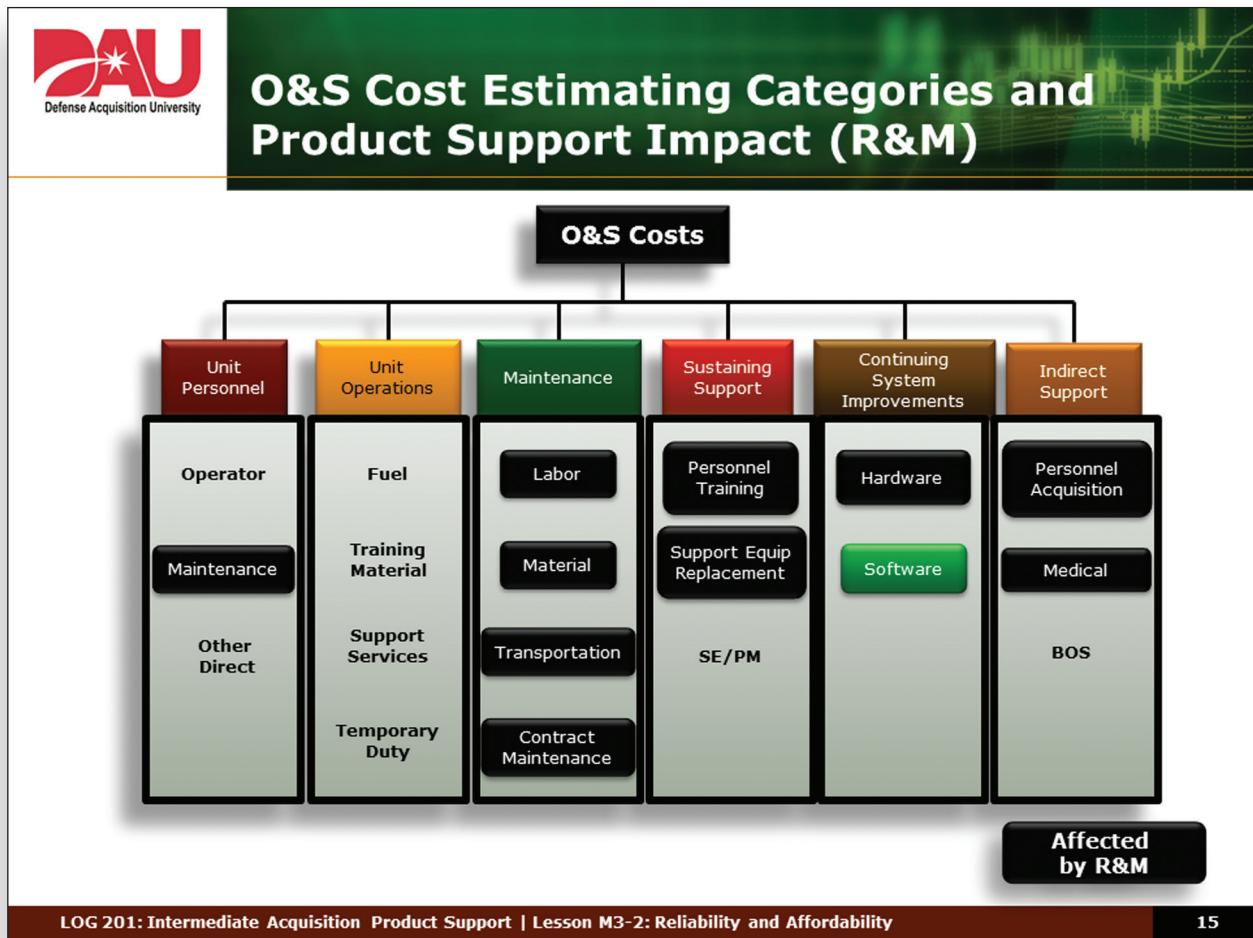 DAU
Defense Acquisition University
O&S Cost Estimating Categories and
Product Support Impact (R&M)
O&S Costs
Unit
Personnel
Unit
Operations
Maintenance
Sustaining
Support
Continuing
System
Improvements
Indirect
Support
Operator
Maintenance
Other
Direct
Fuel
Training
Material
Support
Services
Temporary
Duty
Labor
Material
Transportation
Contract
Maintenance
Personnel
Training
Support Equip
Replacement
SE/PM
Hardware
Software
Personnel
Acquisition
Medical
BOS
Affected
by R&M
LOG 201: Intermediate Acquisition Product Support | Lesson M3-2: Reliability and Affordability
15